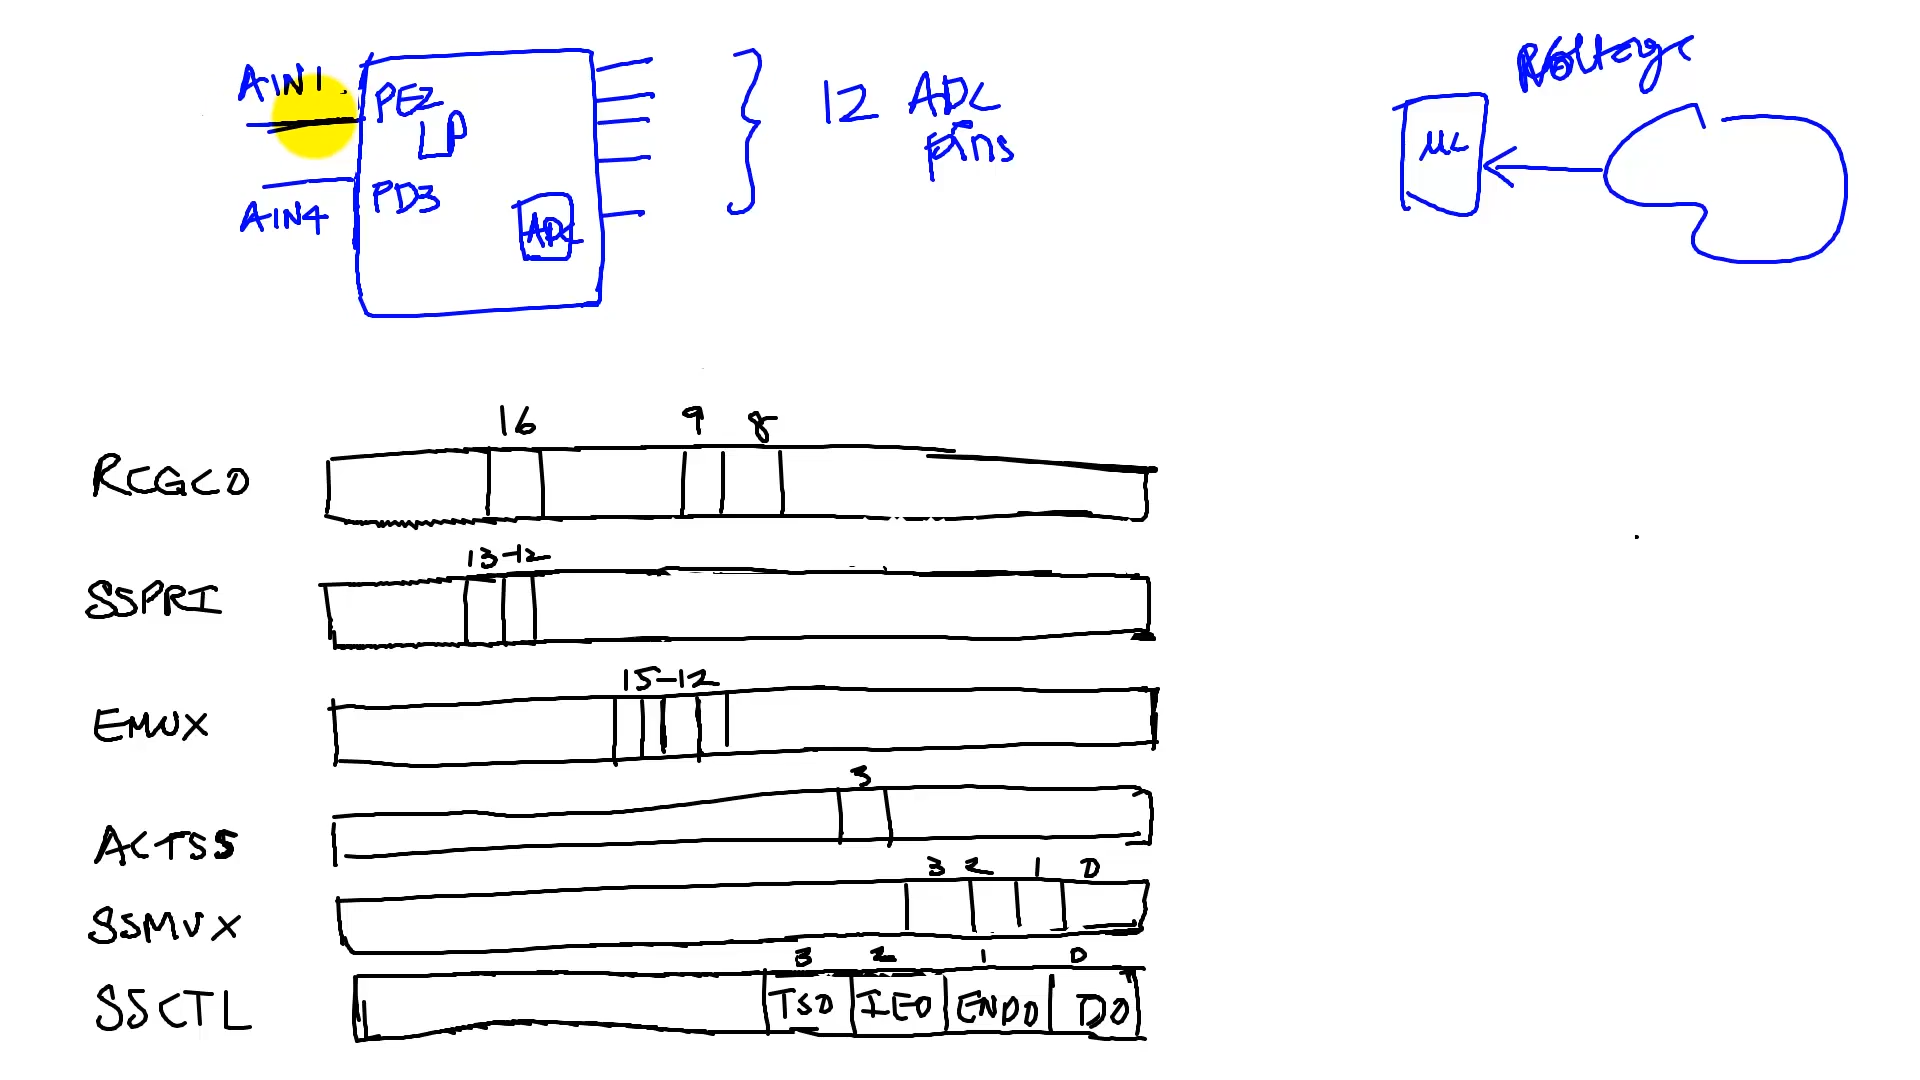 AIN1
PE2
LP
PD3
AIN4
ADC
12 ADC
pins
Voltage
μC
16 9 8
RCGC0
13-12
SSPRI
15-12
EMUX
3
ACTSS
3 2 1 0
SSMUX
3 2 1 0
SSCTL TS0 IE0 END0 D0